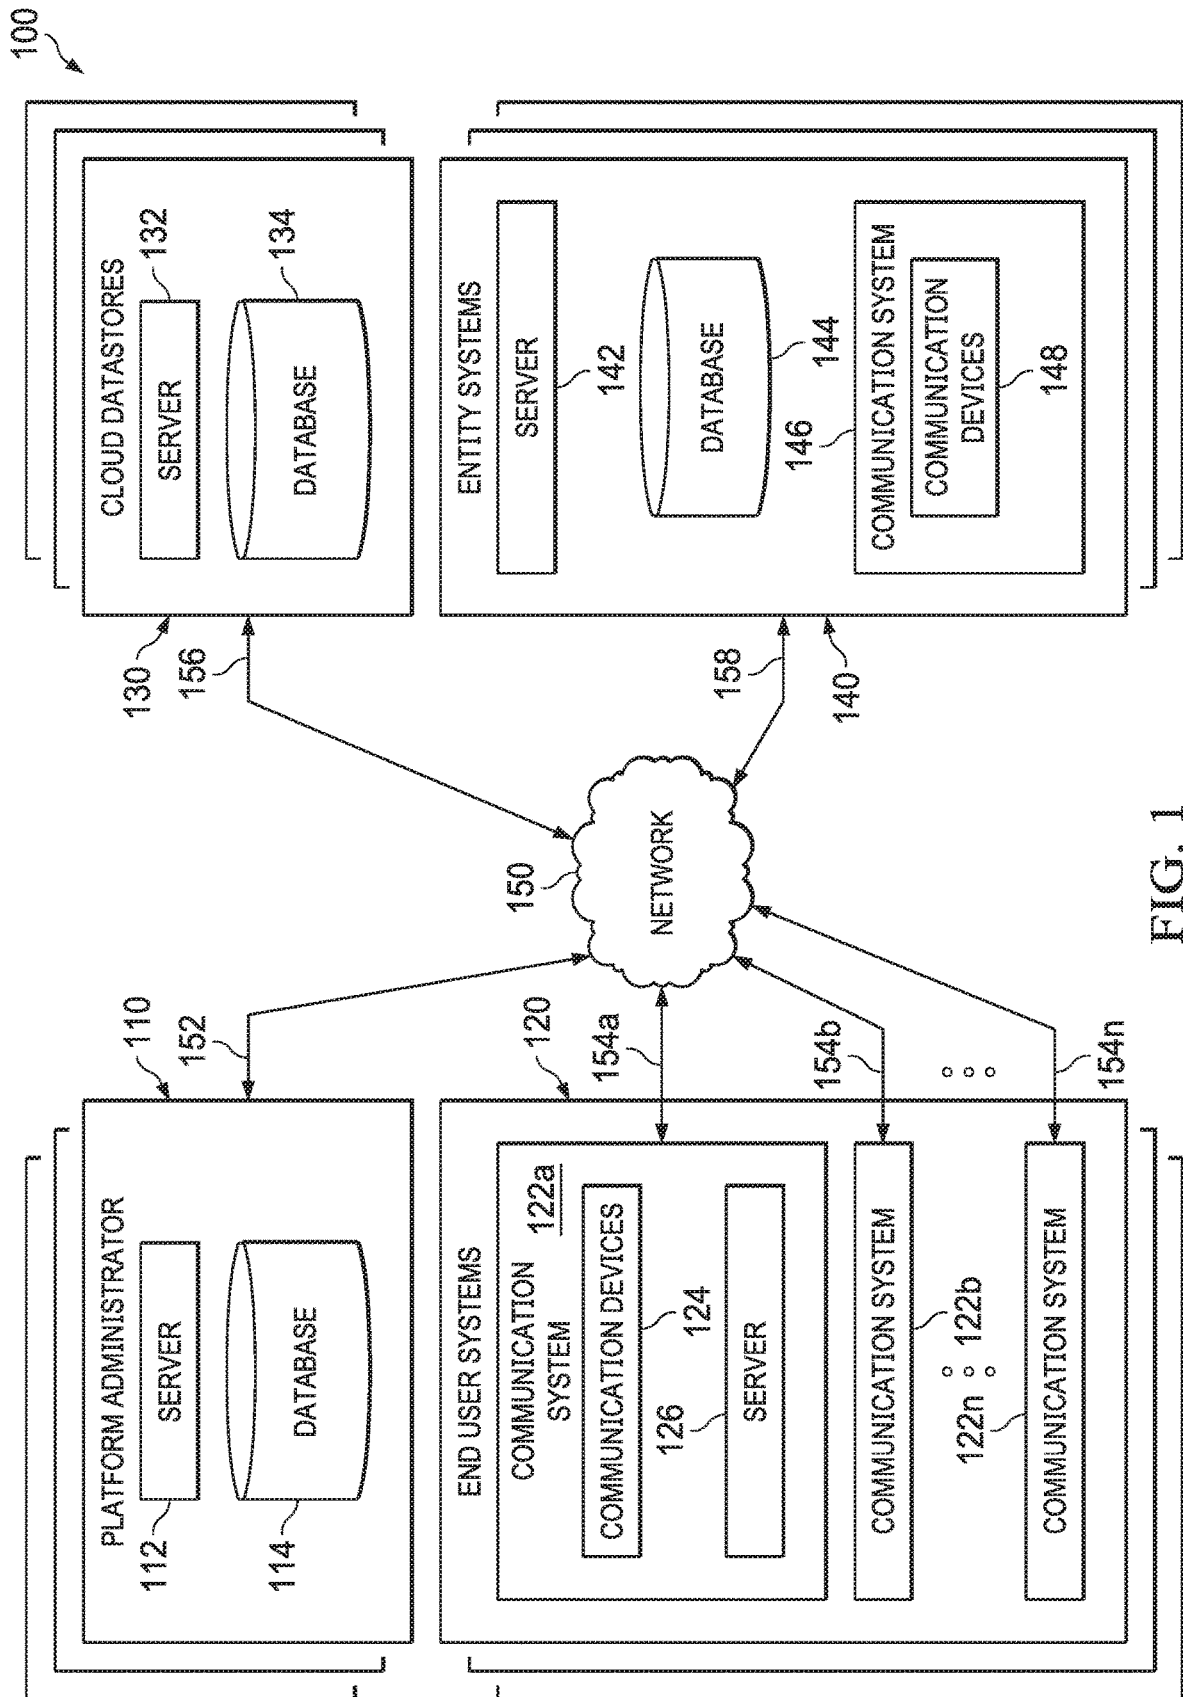 100
PLATFORM ADMINISTRATOR
110
112
SERVER
114
DATABASE
152
CLOUD DATASTORES
130
SERVER
132
DATABASE
134
156
150
NETWORK
END USER SYSTEMS
120
COMMUNICATION
SYSTEM
122a
COMMUNICATION DEVICES
124
126
SERVER
154a
COMMUNICATION SYSTEM
122b
154b
122n
COMMUNICATION SYSTEM
154n
ENTITY SYSTEMS
SERVER
142
DATABASE
144
158
140
146
COMMUNICATION SYSTEM
COMMUNICATION
DEVICES
148
FIG. 1